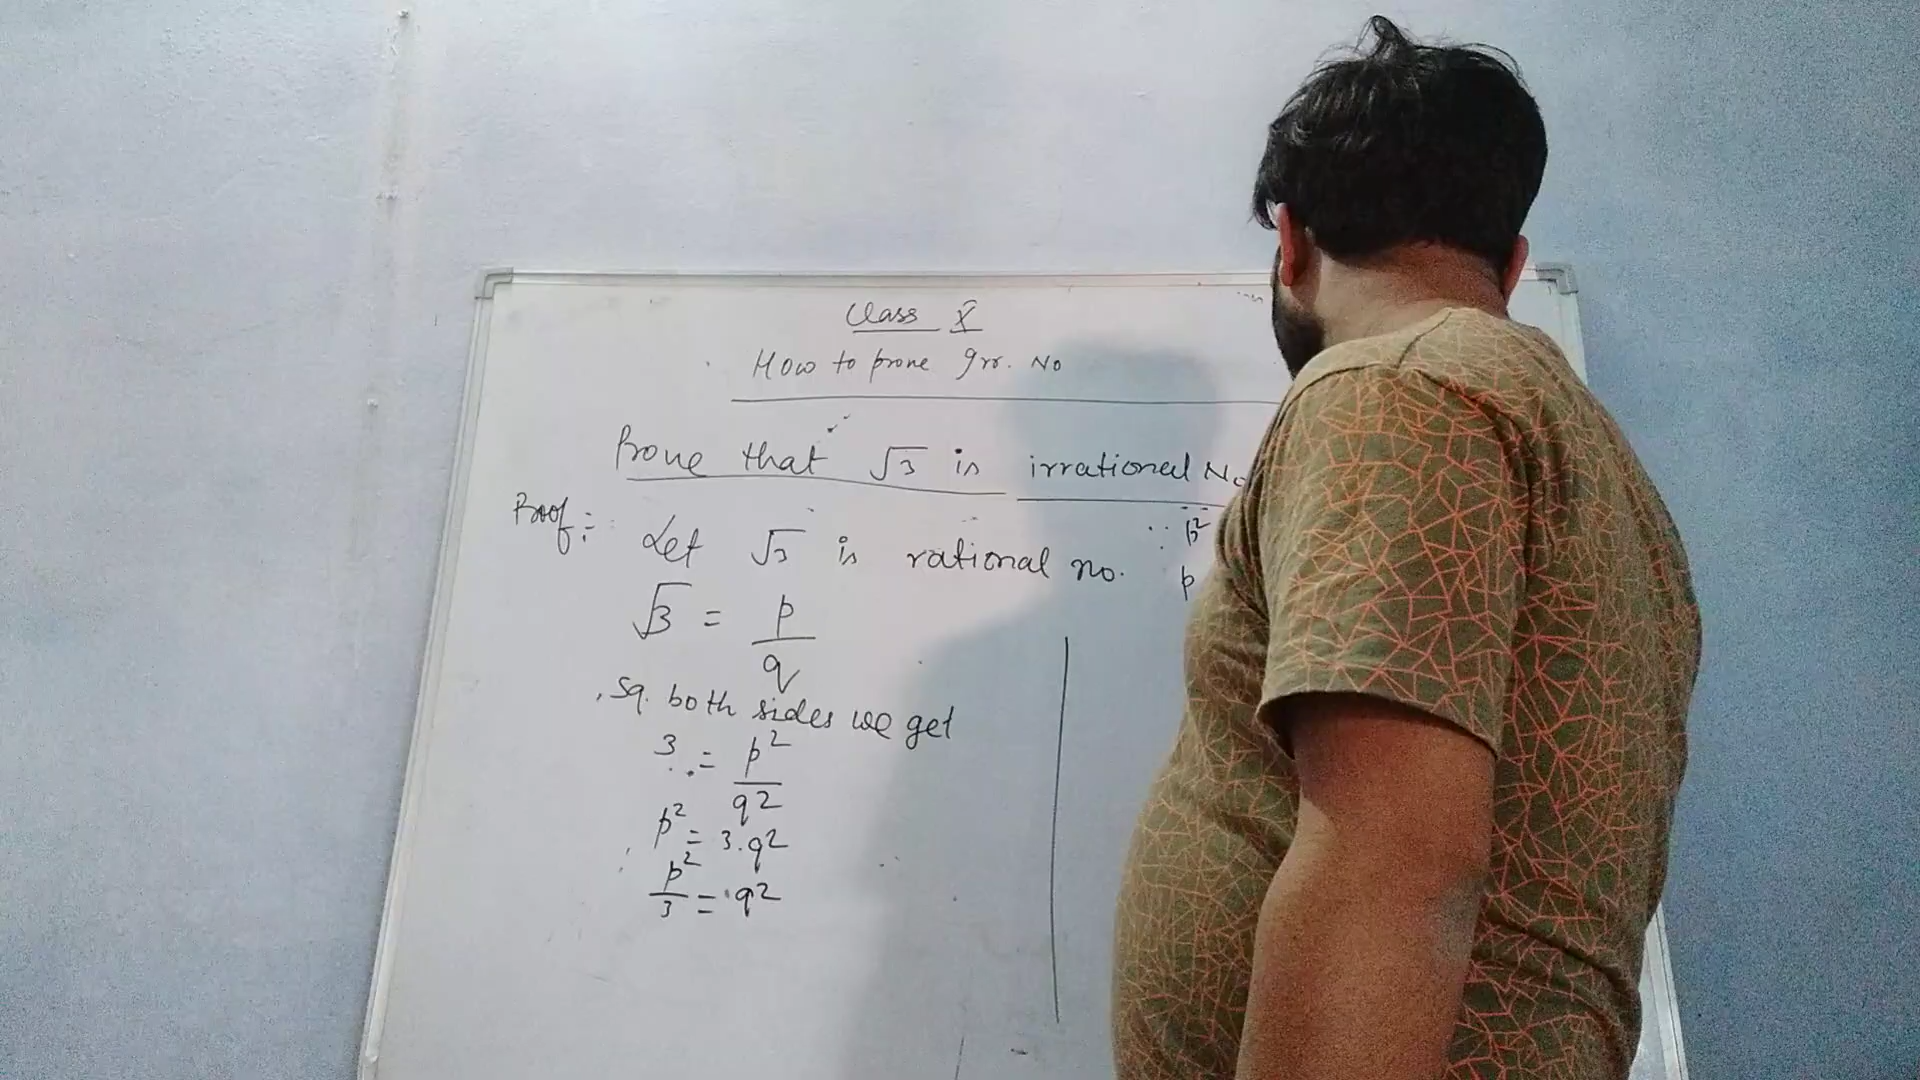 Class X
How to prove Irr. No
Prove that √3 is irrational No
Proof :- Let √3 is rational no.
√3 = p/q
Sq. both sides we get
3 = p²/q²
p² = 3.q²
p²/3 = q²
∵ p²
p